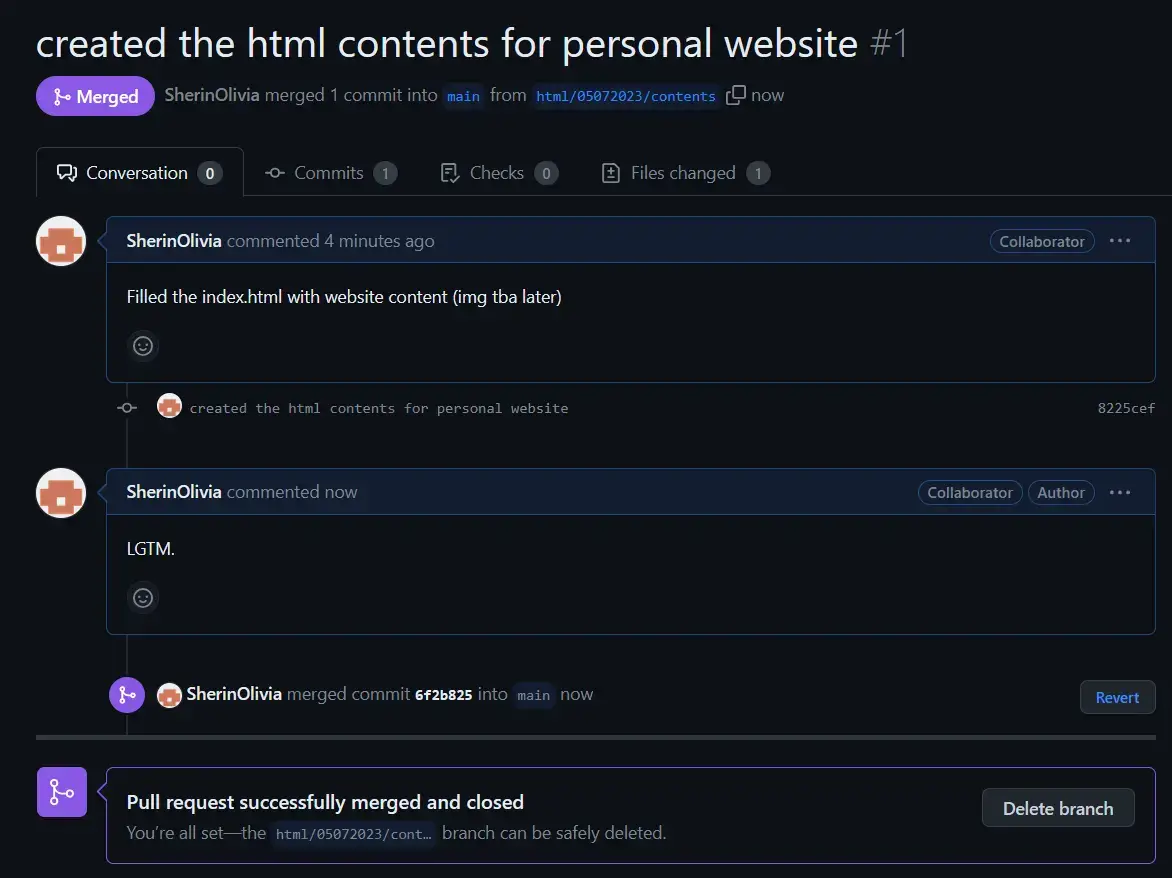 created the html contents for personal website #1
Merged SherinOlivia merged 1 commit into main from html/05072023/contents now
Conversation 0 Commits 1 Checks 0 Files changed 1
SherinOlivia commented 4 minutes ago Collaborator ...
Filled the index.html with website content (img tba later)
created the html contents for personal website 8225cef
SherinOlivia commented now Collaborator Author ...
LGTM.
SherinOlivia merged commit 6f2b825 into main now Revert
Pull request successfully merged and closed
You're all set—the html/05072023/cont… branch can be safely deleted. Delete branch